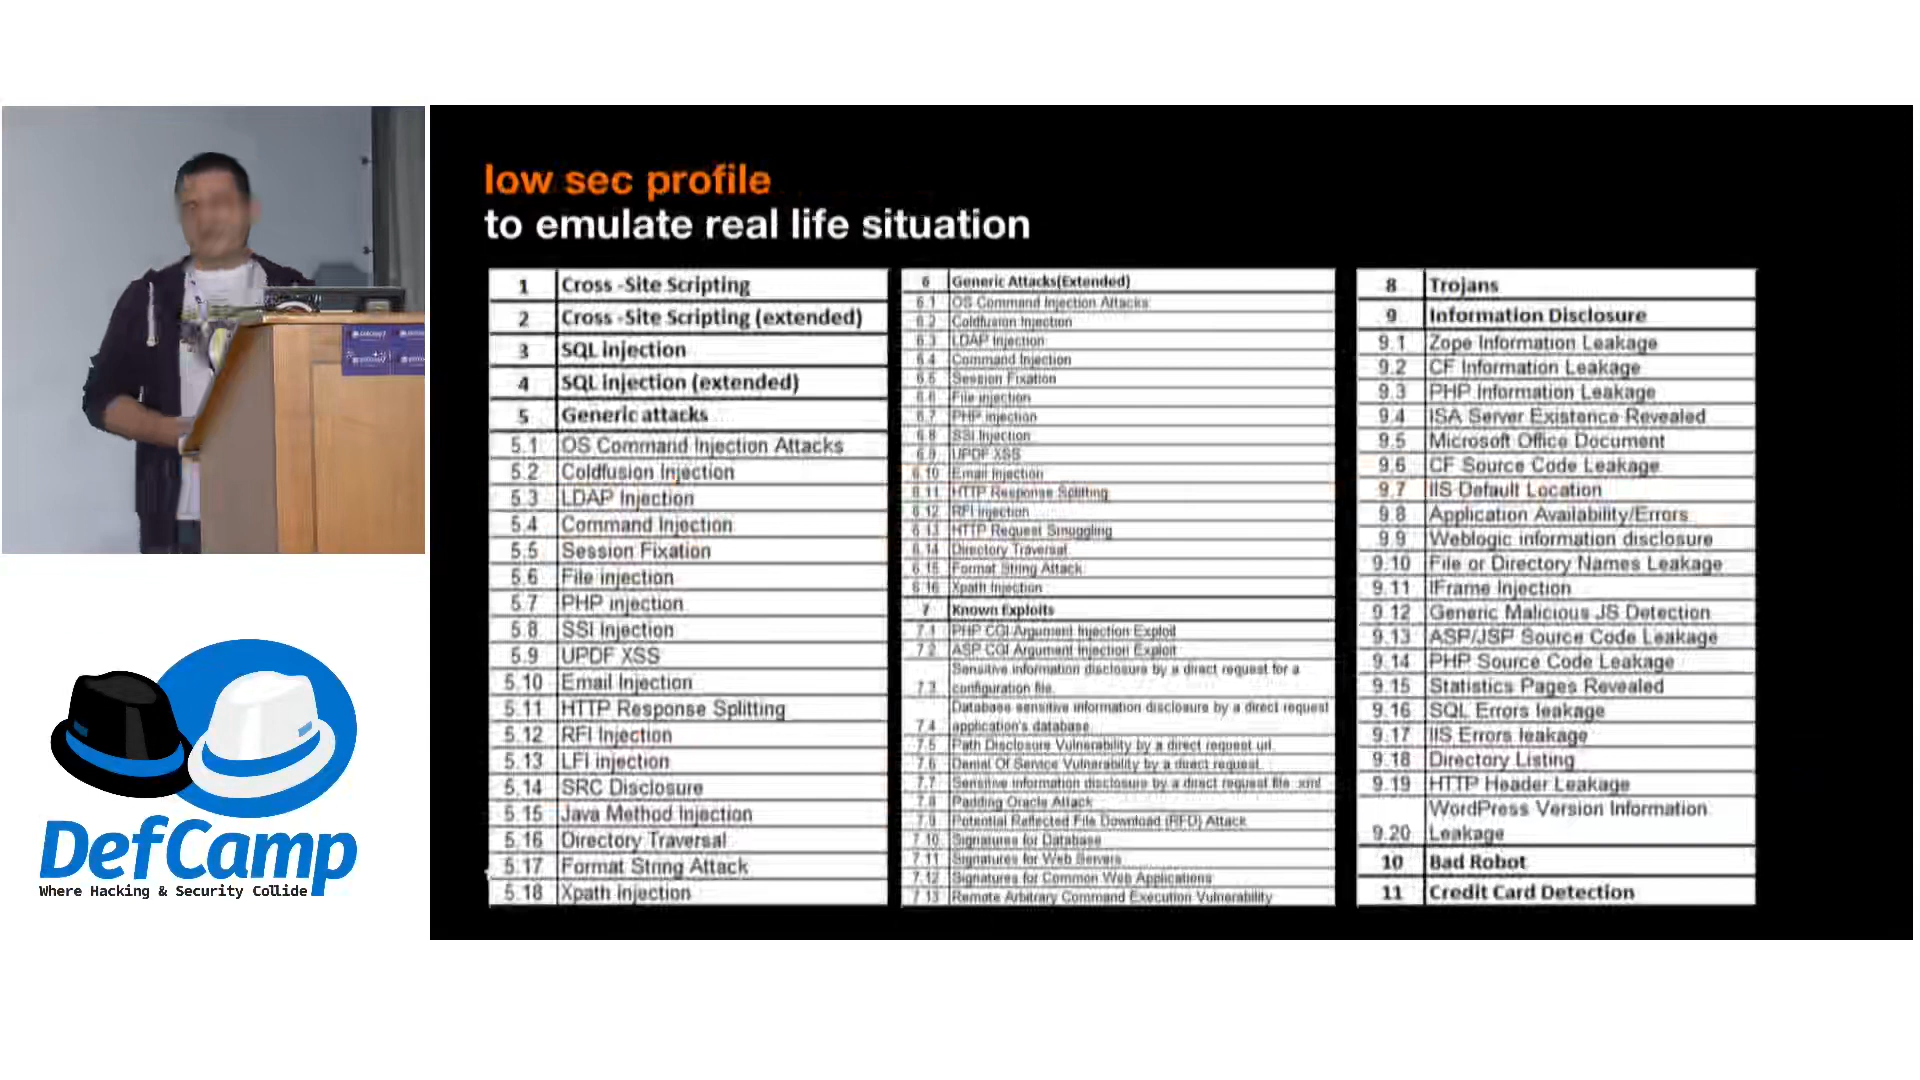 low sec profile
to emulate real life situation
1 Cross -Site Scripting
2 Cross -Site Scripting (extended)
3 SQL injection
4 SQL injection (extended)
5 Generic attacks
5.1 OS Command Injection Attacks
5.2 Coldfusion Injection
5.3 LDAP Injection
5.4 Command Injection
5.5 Session Fixation
5.6 File injection
5.7 PHP injection
5.8 SSI Injection
5.9 UPDF XSS
5.10 Email Injection
5.11 HTTP Response Splitting
5.12 RFI Injection
5.13 LFI injection
5.14 SRC Disclosure
5.15 Java Method Injection
5.16 Directory Traversal
5.17 Format String Attack
5.18 Xpath Injection
6 Generic Attacks(Extended)
6.1 OS Command Injection Attacks
6.2 Coldfusion Injection
6.3 LDAP Injection
6.4 Command Injection
6.5 Session Fixation
6.6 File injection
6.7 PHP injection
6.8 SSI Injection
6.9 UPDF XSS
6.10 Email Injection
6.11 HTTP Response Splitting
6.12 RFI Injection
6.13 HTTP Request Smuggling
6.14 Directory Traversal
6.15 Format String Attack
6.16 Xpath Injection
7 Known Exploits
7.1 PHP CGI Argument Injection Exploit
7.2 ASP CGI Argument Injection Exploit
Sensitive information disclosure by a direct request for a
7.3 configuration file.
Database sensitive information disclosure by a direct request
7.4 application's database
7.5 Path Disclosure Vulnerability by a direct request url.
7.6 Denial Of Service Vulnerability by a direct request.
7.7 Sensitive information disclosure by a direct request file .xml
7.8 Padding Oracle Attack
7.9 Potential Reflected File Download (RFD) Attack
7.10 Signatures for Database
7.11 Signatures for Web Servers
7.12 Signatures for Common Web Applications
7.13 Remote Arbitrary Command Execution Vulnerability
8 Trojans
9 Information Disclosure
9.1 Zope Information Leakage
9.2 CF Information Leakage
9.3 PHP Information Leakage
9.4 ISA Server Existence Revealed
9.5 Microsoft Office Document
9.6 CF Source Code Leakage
9.7 IIS Default Location
9.8 Application Availability/Errors
9.9 Weblogic information disclosure
9.10 File or Directory Names Leakage
9.11 IFrame Injection
9.12 Generic Malicious JS Detection
9.13 ASP/JSP Source Code Leakage
9.14 PHP Source Code Leakage
9.15 Statistics Pages Revealed
9.16 SQL Errors leakage
9.17 IIS Errors leakage
9.18 Directory Listing
9.19 HTTP Header Leakage
WordPress Version Information
9.20 Leakage
10 Bad Robot
11 Credit Card Detection
DefCamp
Where Hacking & Security Collide